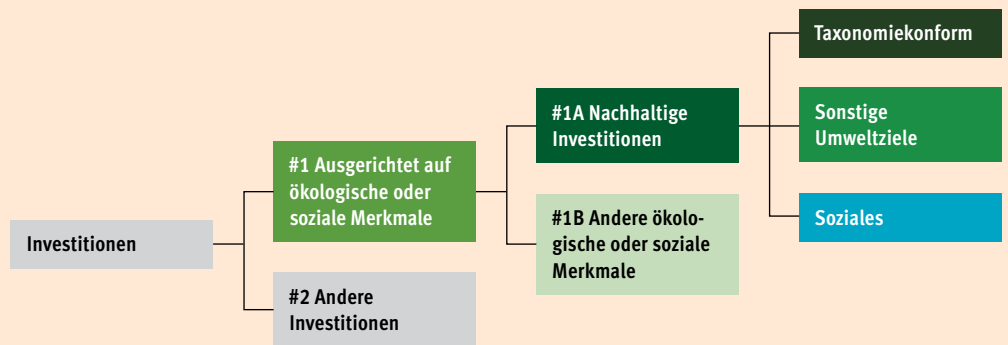 Investitionen
#1 Ausgerichtet auf
ökologische oder
soziale Merkmale
#2 Andere
Investitionen
#1A Nachhaltige
Investitionen
#1B Andere ökolo-
gische oder soziale
Merkmale
Taxonomiekonform
Sonstige
Umweltziele
Soziales